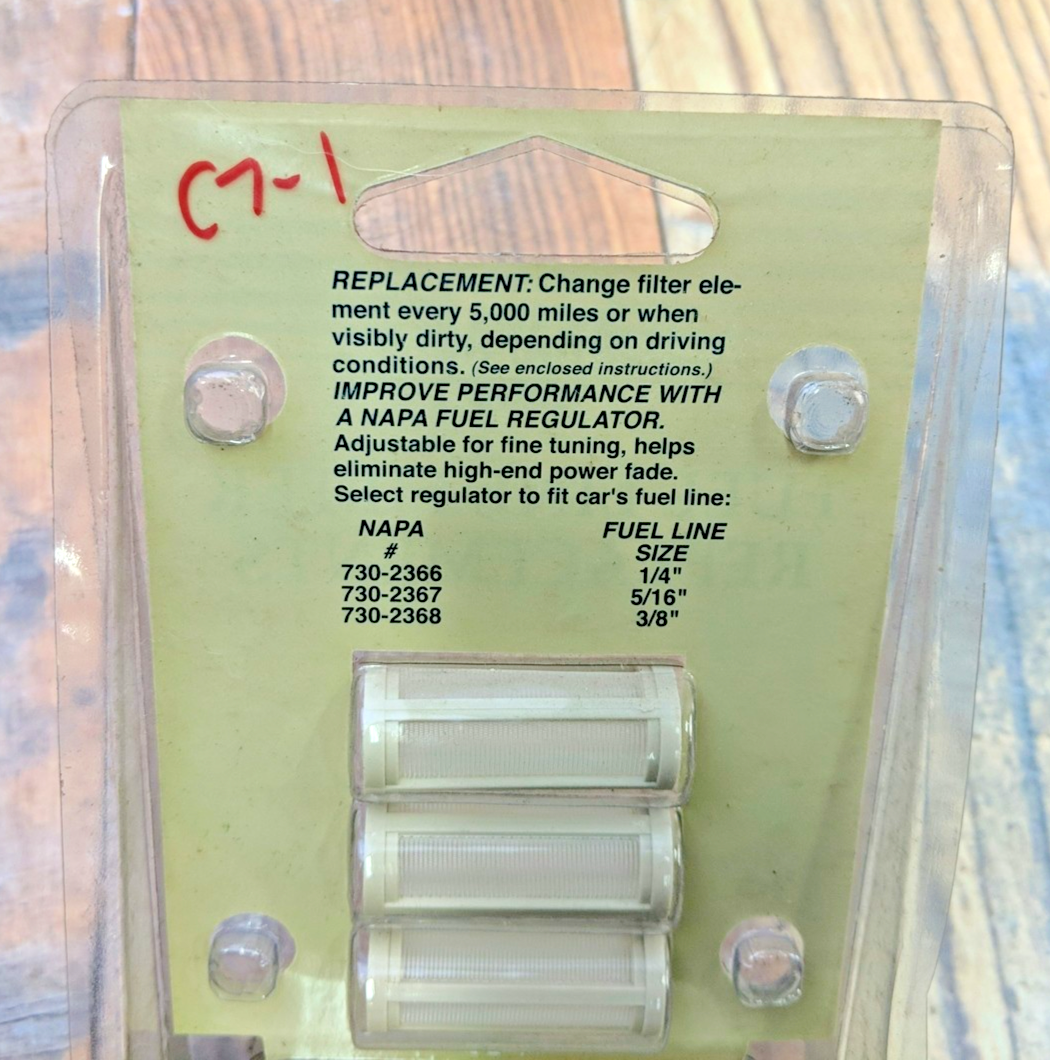 C7-1
REPLACEMENT: Change filter ele-
ment every 5,000 miles or when
visibly dirty, depending on driving
conditions. (See enclosed instructions.)
IMPROVE PERFORMANCE WITH
A NAPA FUEL REGULATOR.
Adjustable for fine tuning, helps
eliminate high-end power fade.
Select regulator to fit car's fuel line:
NAPA FUEL LINE
# SIZE
730-2366 1/4"
730-2367 5/16"
730-2368 3/8"